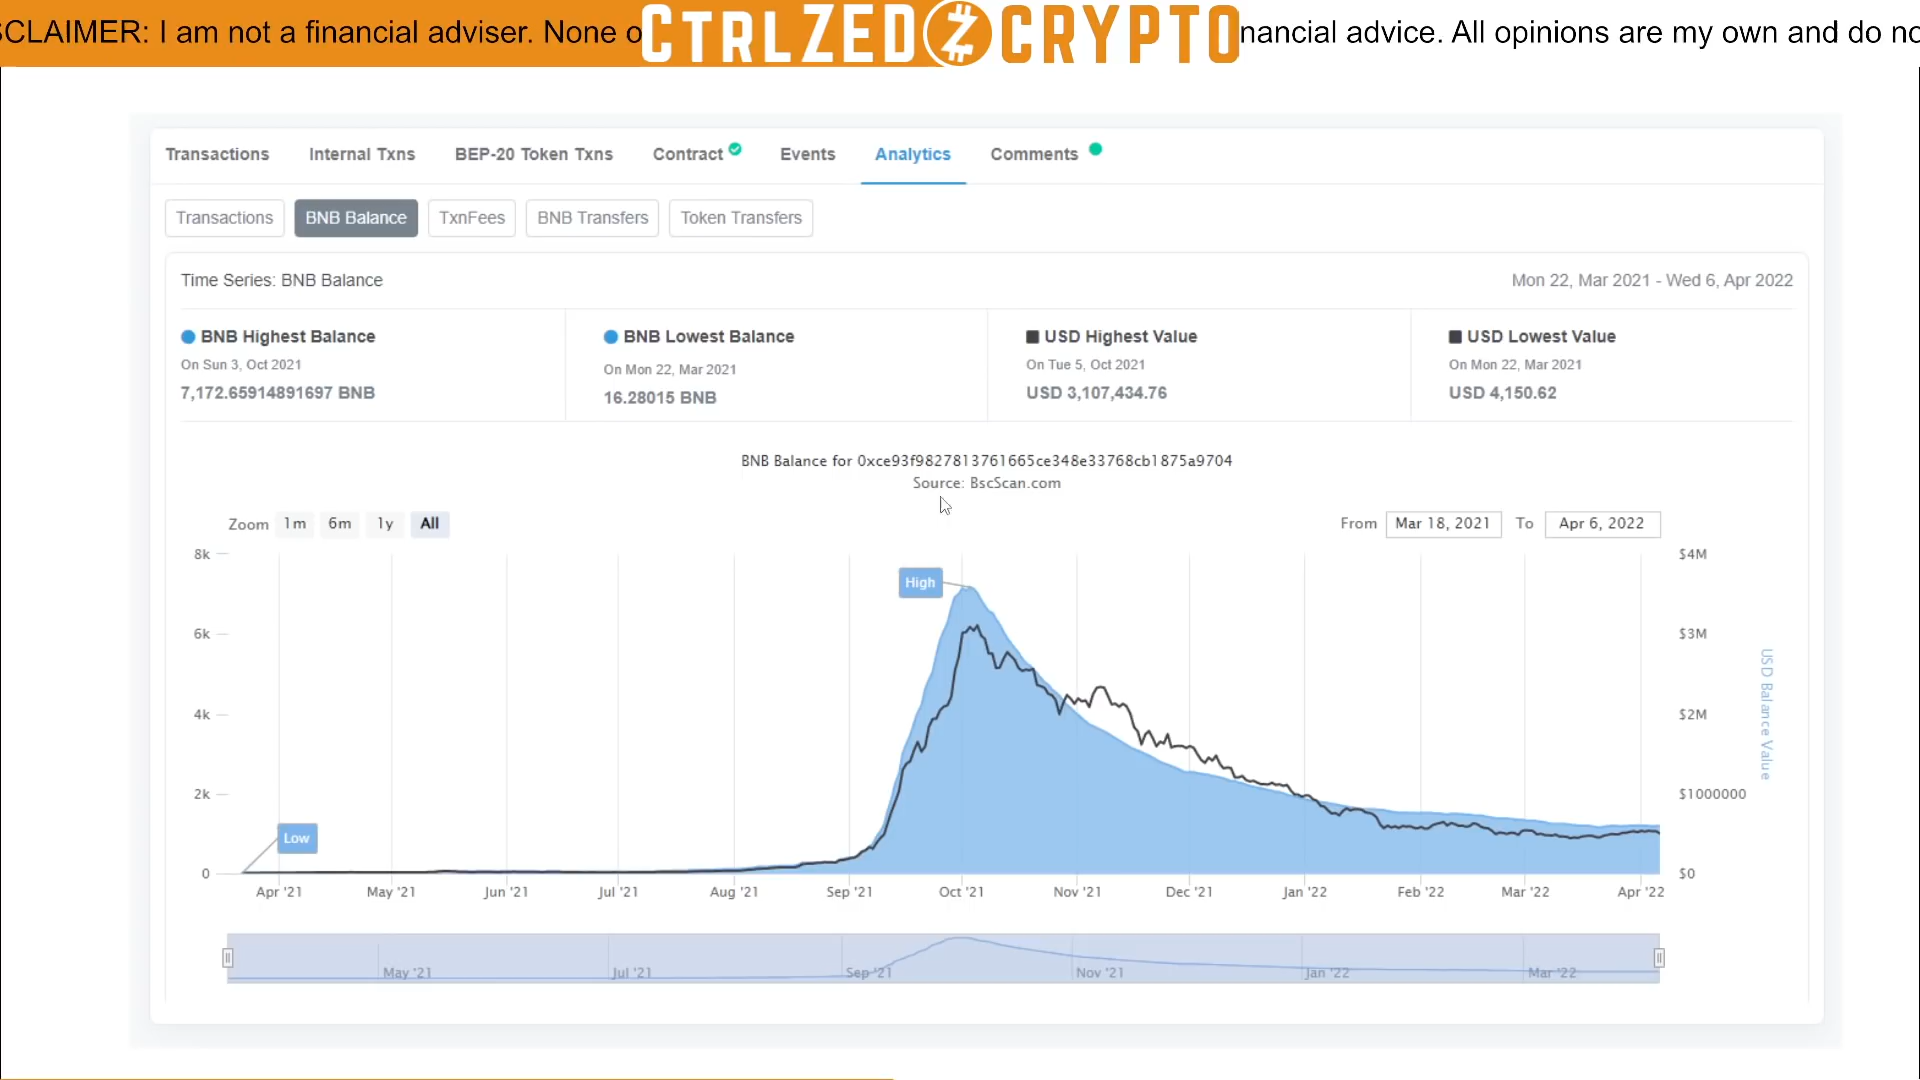 SCLAIMER: I am not a financial adviser. None o
CTRLZED CRYPTO
nancial advice. All opinions are my own and do no
Transactions Internal Txns BEP-20 Token Txns Contract Events Analytics Comments
Transactions BNB Balance TxnFees BNB Transfers Token Transfers
Time Series: BNB Balance Mon 22, Mar 2021 - Wed 6, Apr 2022
BNB Highest Balance
On Sun 3, Oct 2021
7,172.65914891697 BNB
BNB Lowest Balance
On Mon 22, Mar 2021
16.28015 BNB
USD Highest Value
On Tue 5, Oct 2021
USD 3,107,434.76
USD Lowest Value
On Mon 22, Mar 2021
USD 4,150.62
BNB Balance for 0xce93f9827813761665ce348e33768cb1875a9704
Source: BscScan.com
Zoom 1m 6m 1y All From Mar 18, 2021 To Apr 6, 2022
8k $4M
High
6k $3M
4k $2M
2k $1000000
Low
0 $0
USD Balance Value
Apr '21 May '21 Jun '21 Jul '21 Aug '21 Sep '21 Oct '21 Nov '21 Dec '21 Jan '22 Feb '22 Mar '22 Apr '22
May '21 Jul '21 Sep '21 Nov '21 Jan '22 Mar '22